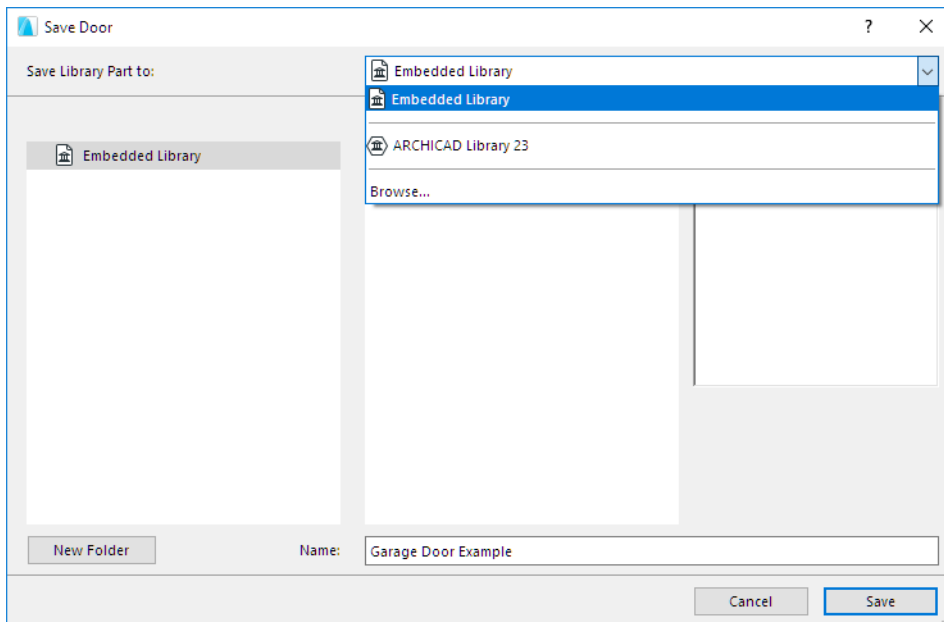 Save Door
Save Library Part to:
Embedded Library
Embedded Library
ARCHICAD Library 23
Browse...
Embedded Library
New Folder
Name:
Garage Door Example
Cancel
Save